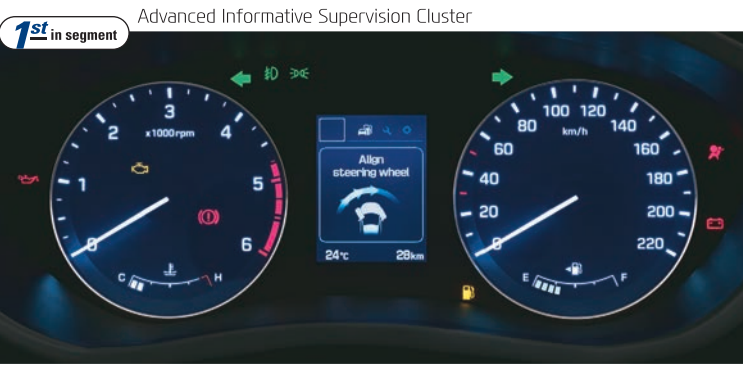 Advanced Informative Supervision Cluster
1st in segment
3
100 120
2
x1000rpm
4
80
km/h
140
60
160
Align
steering wheel
1
5
40
180
20
200
0
6
0
220
24°C
28km
C
H
E
F